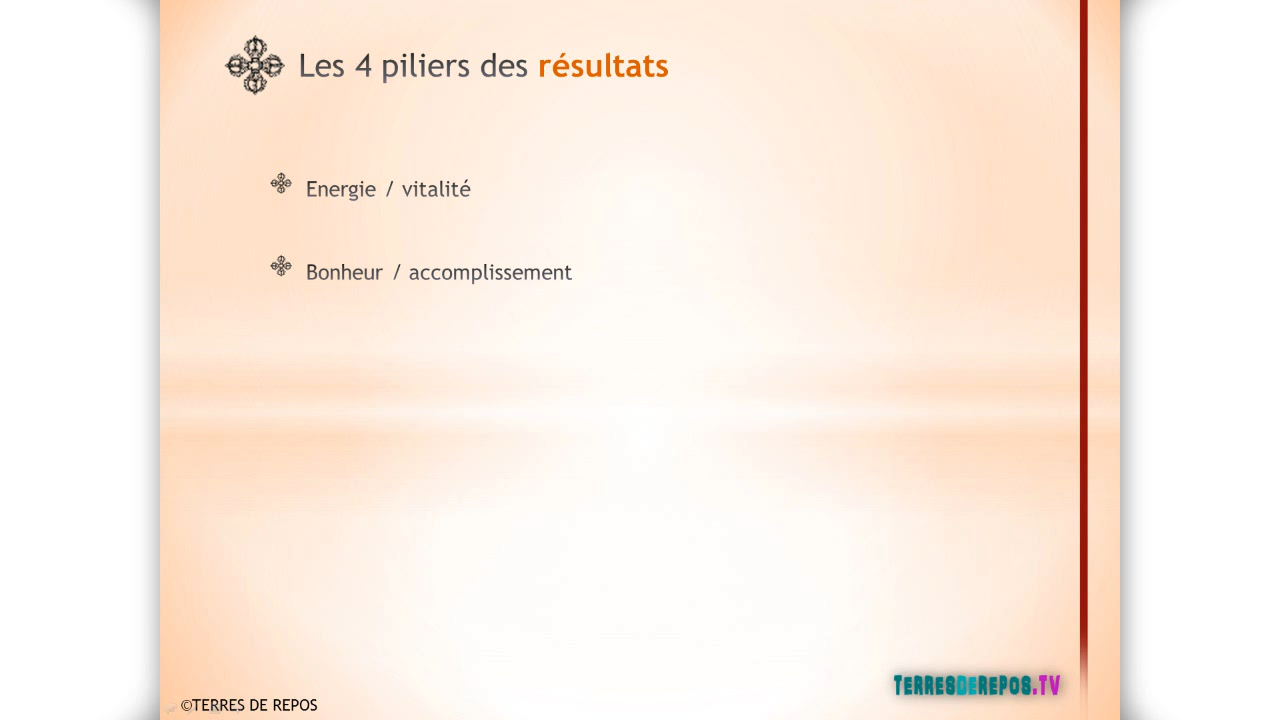 Les 4 piliers des résultats
Energie / vitalité
Bonheur / accomplissement
TERRESDEREPOS.TV
©TERRES DE REPOS